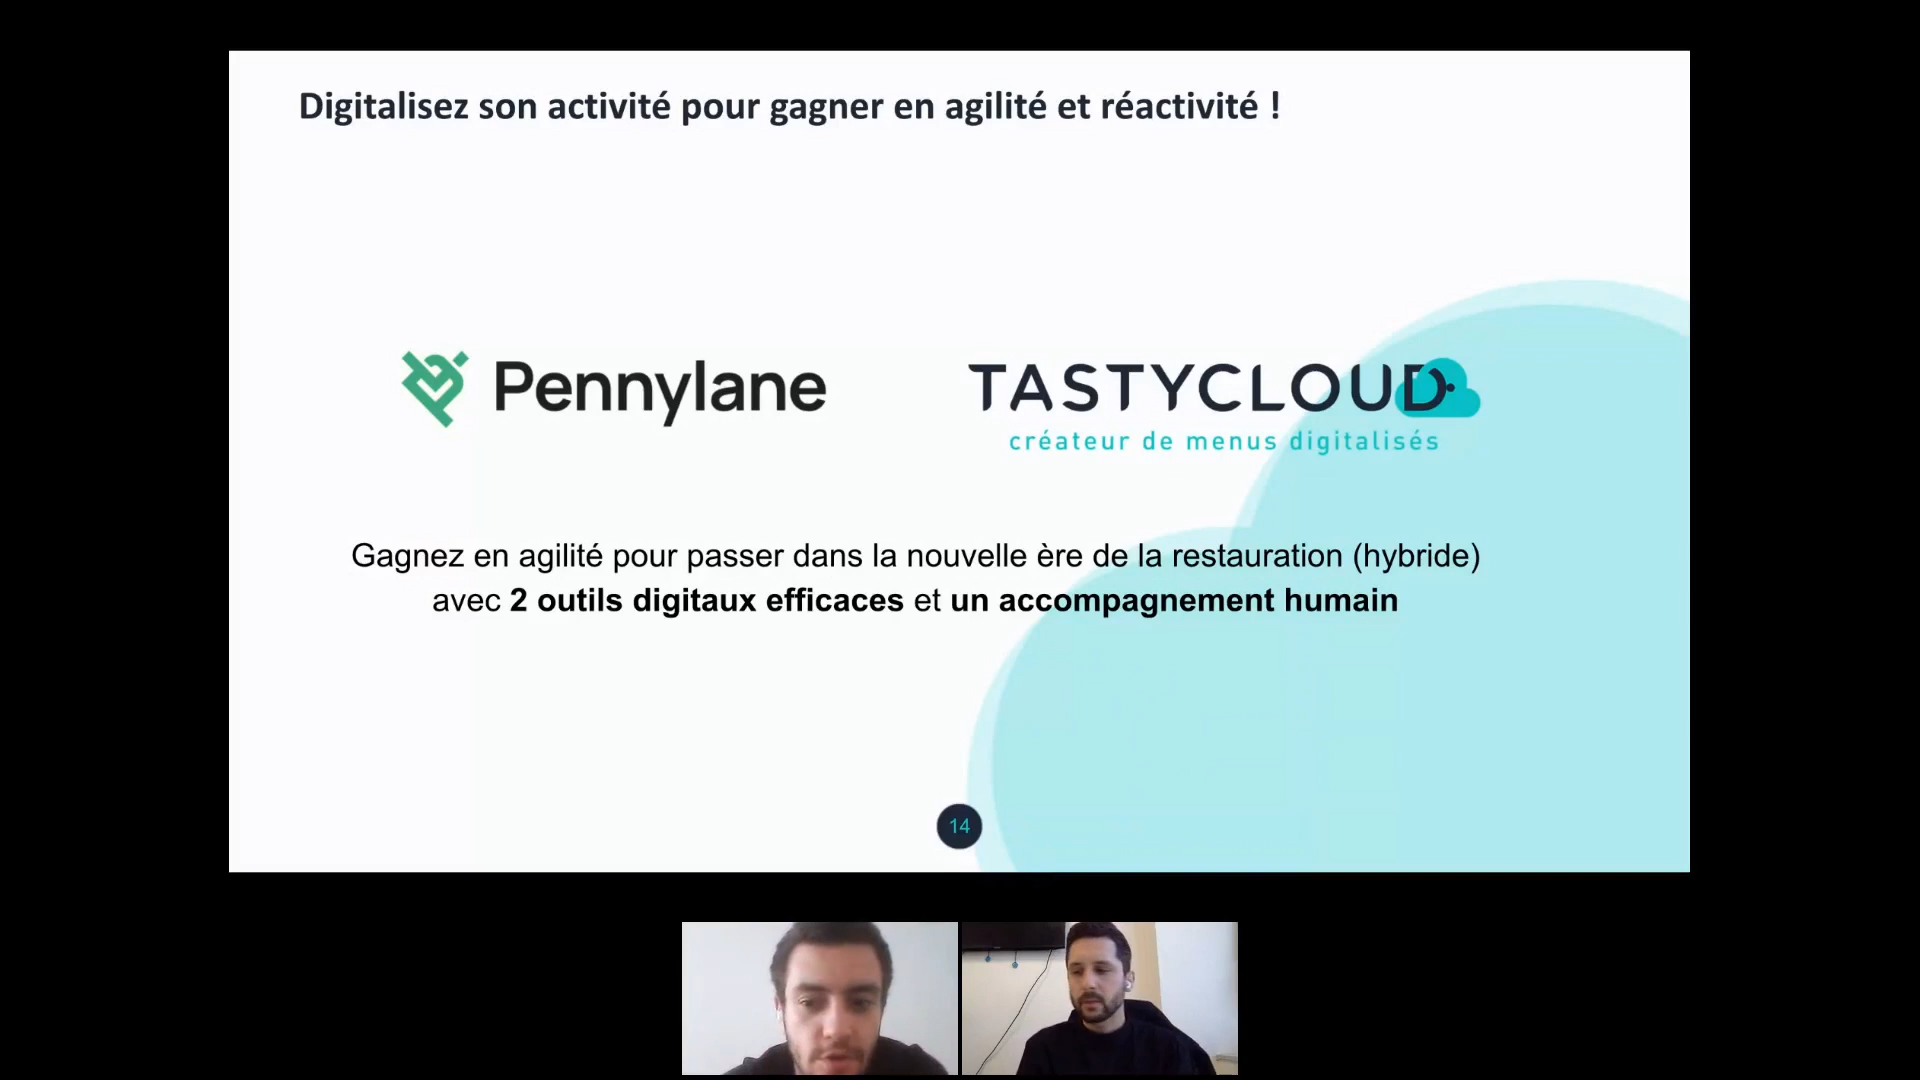 Digitalisez son activité pour gagner en agilité et réactivité !
Pennylane
TASTYCLOUD
créateur de menus digitalisés
Gagnez en agilité pour passer dans la nouvelle ère de la restauration (hybride)
avec 2 outils digitaux efficaces et un accompagnement humain
14